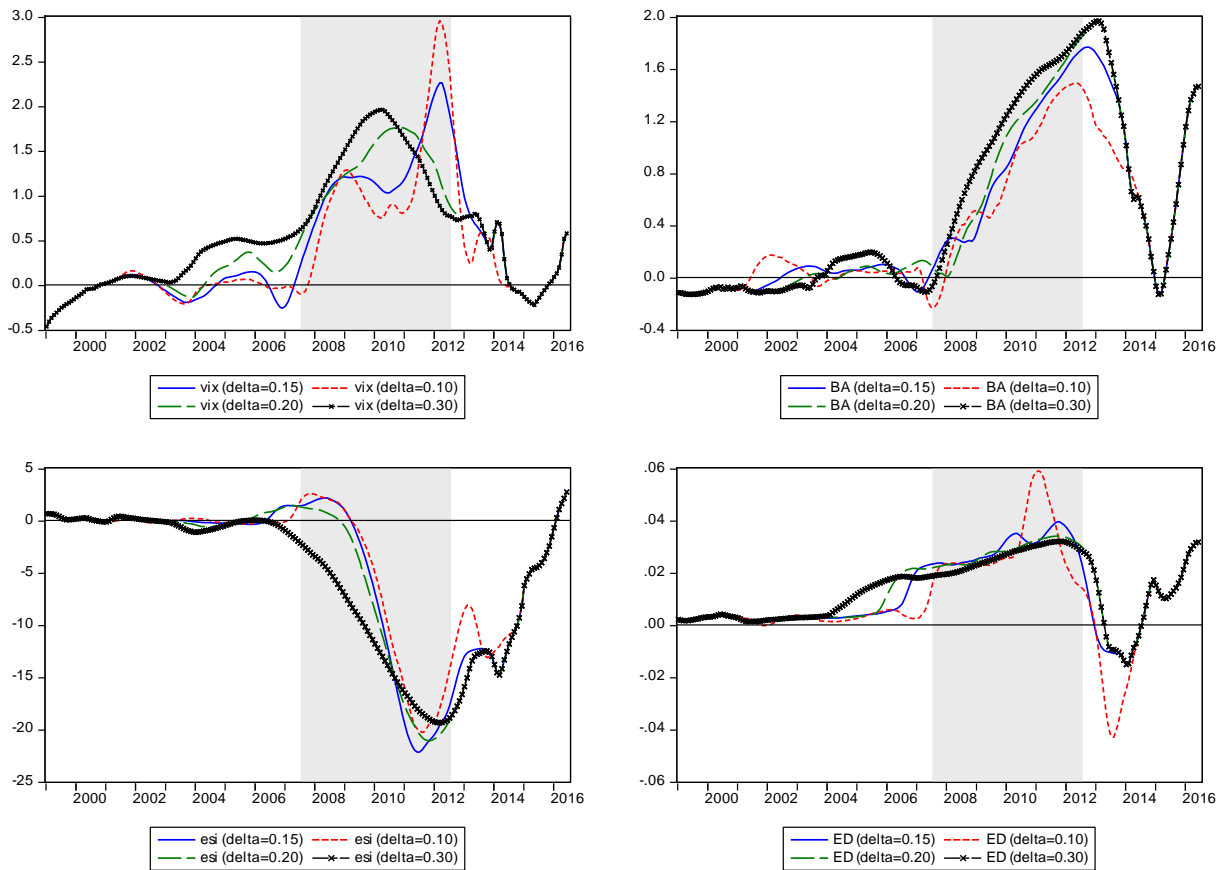 3.0
2.5
2.0
1.5
1.0
0.5
0.0
-0.5
2000 2002 2004 2006 2008 2010 2012 2014 2016
vix (delta=0.15) vix (delta=0.10)
vix (delta=0.20) vix (delta=0.30)
2.0
1.6
1.2
0.8
0.4
0.0
-0.4
2000 2002 2004 2006 2008 2010 2012 2014 2016
BA (delta=0.15) BA (delta=0.10)
BA (delta=0.20) BA (delta=0.30)
5
0
-5
-10
-15
-20
-25
2000 2002 2004 2006 2008 2010 2012 2014 2016
esi (delta=0.15) esi (delta=0.10)
esi (delta=0.20) esi (delta=0.30)
.06
.04
.02
.00
-.02
-.04
-.06
2000 2002 2004 2006 2008 2010 2012 2014 2016
ED (delta=0.15) ED (delta=0.10)
ED (delta=0.20) ED (delta=0.30)